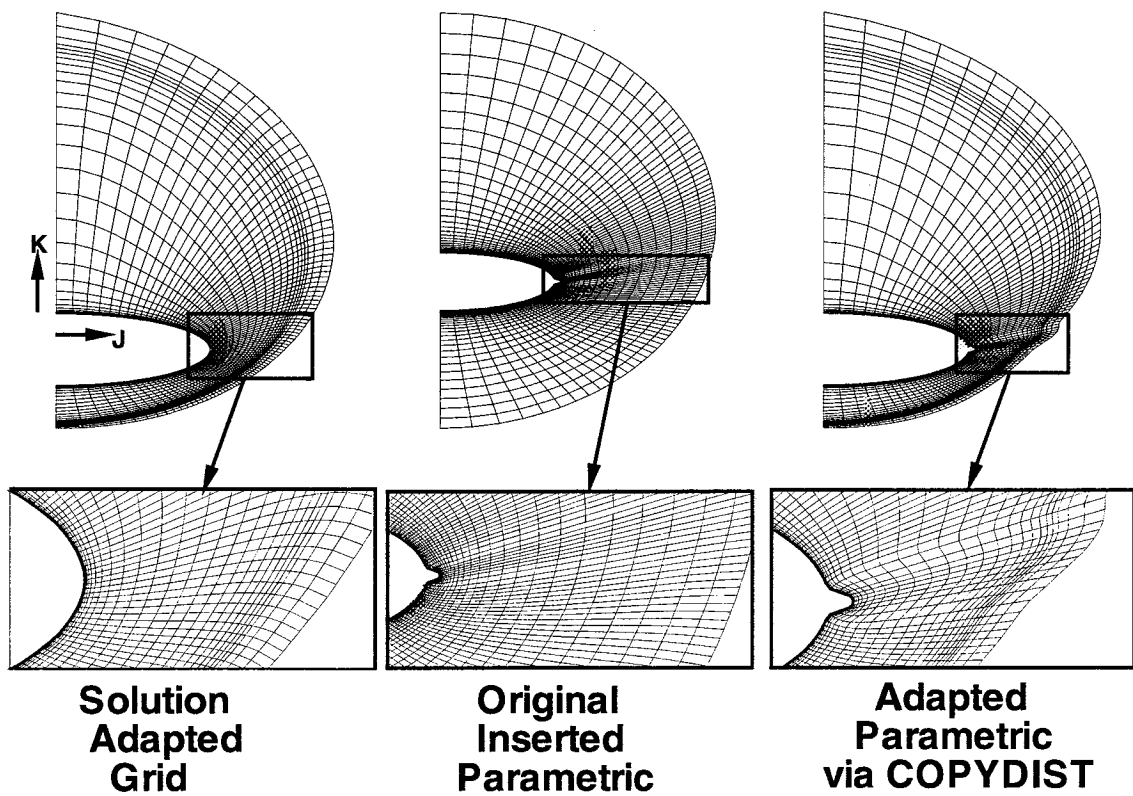 K
J
Solution
Adapted
Grid
Original
Inserted
Parametric
Adapted
Parametric
via COPYDIST